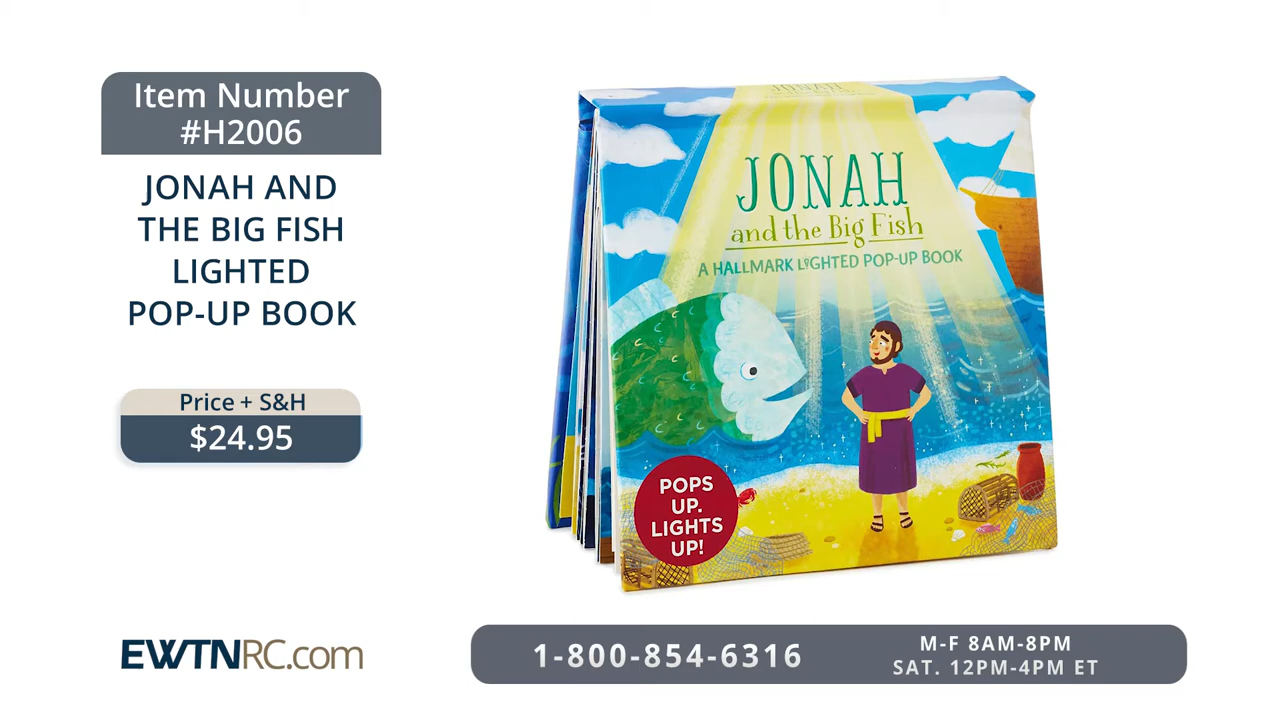 Item Number
#H2006
JONAH AND
THE BIG FISH
LIGHTED
POP-UP BOOK
Price + S&H
$24.95
EWTNRC.com
JONAH
JONAH
and the Big Fish
A HALLMARK LIGHTED POP-UP BOOK
POPS
UP.
LIGHTS
UP!
1-800-854-6316
M-F 8AM-8PM
SAT. 12PM-4PM ET